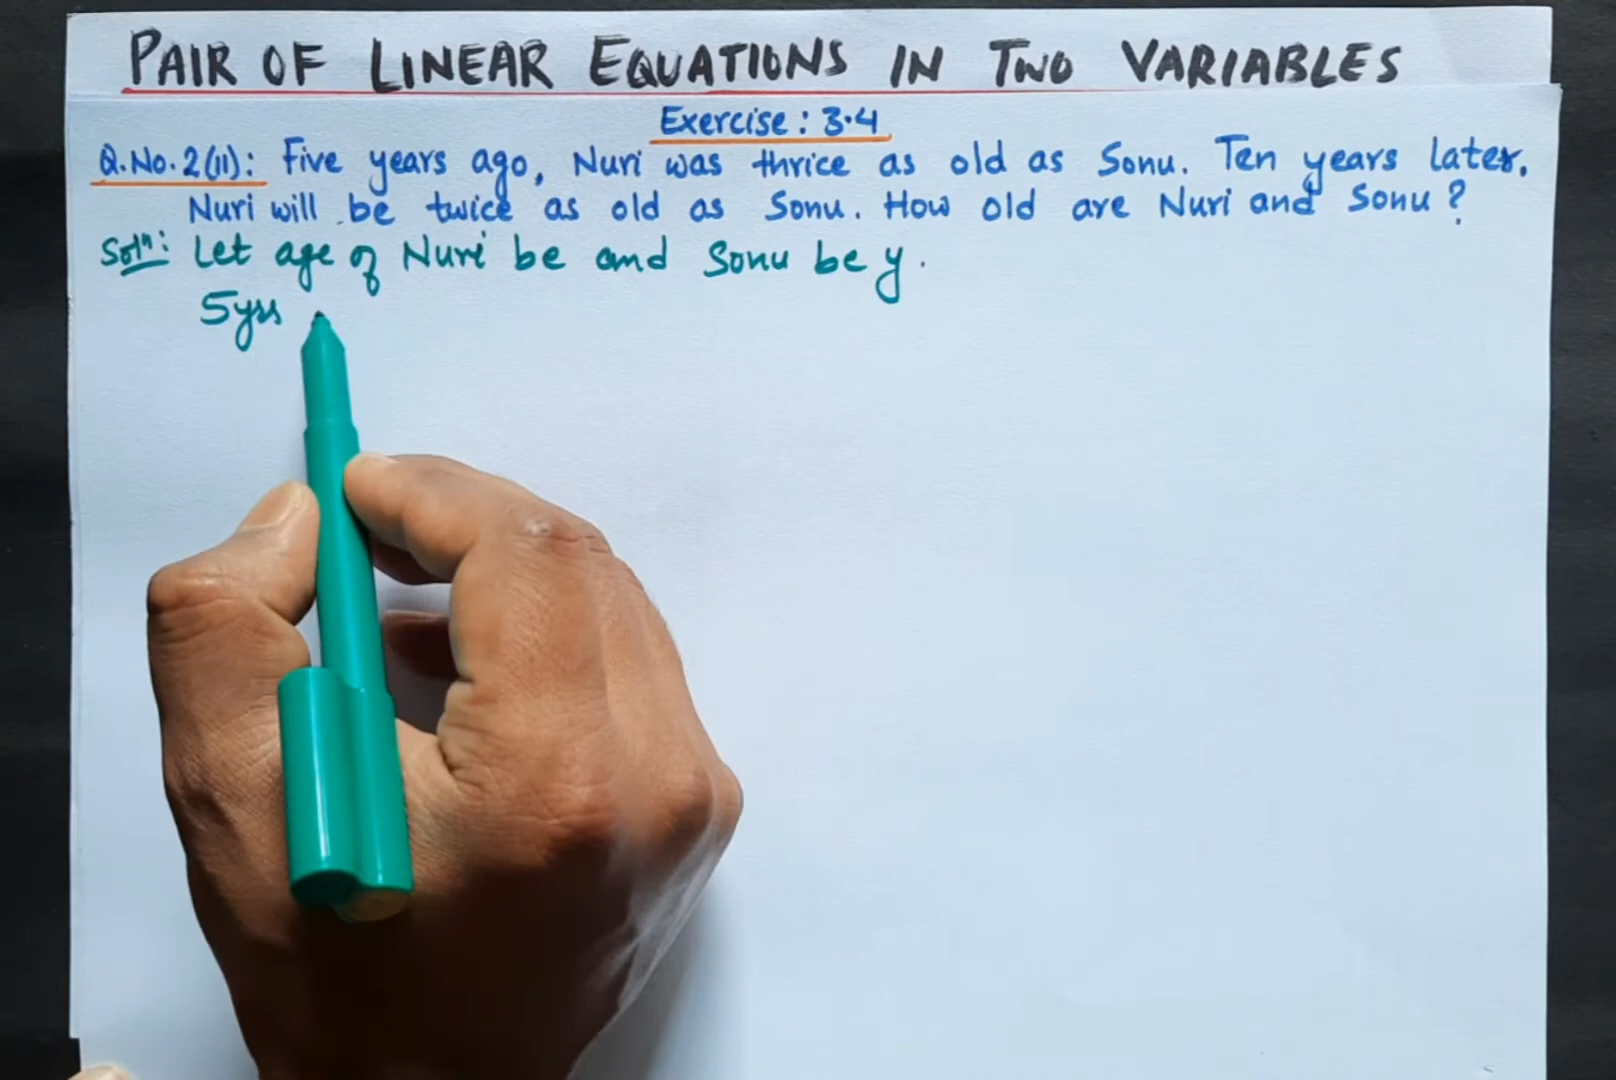 PAIR OF LINEAR EQUATIONS IN TWO VARIABLES
Exercise: 3.4
Q.No.2(11): Five years ago, Nuri was thrice as old as Sonu. Ten years later,
Nuri will be twice as old as Sonu. How old are Nuri and Sonu?
Solⁿ: Let age of Nuri be and Sonu be y.
5yrs